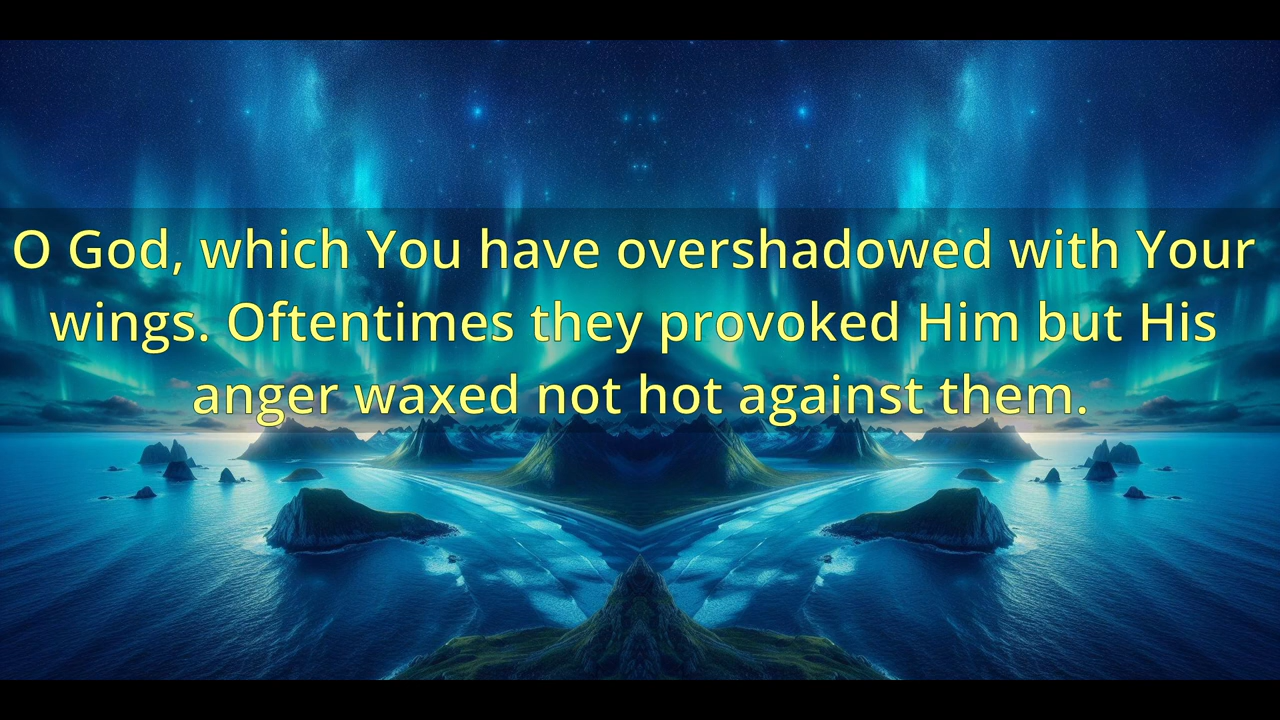 O God, which You have overshadowed with Your
wings. Oftentimes they provoked Him but His
anger waxed not hot against them.